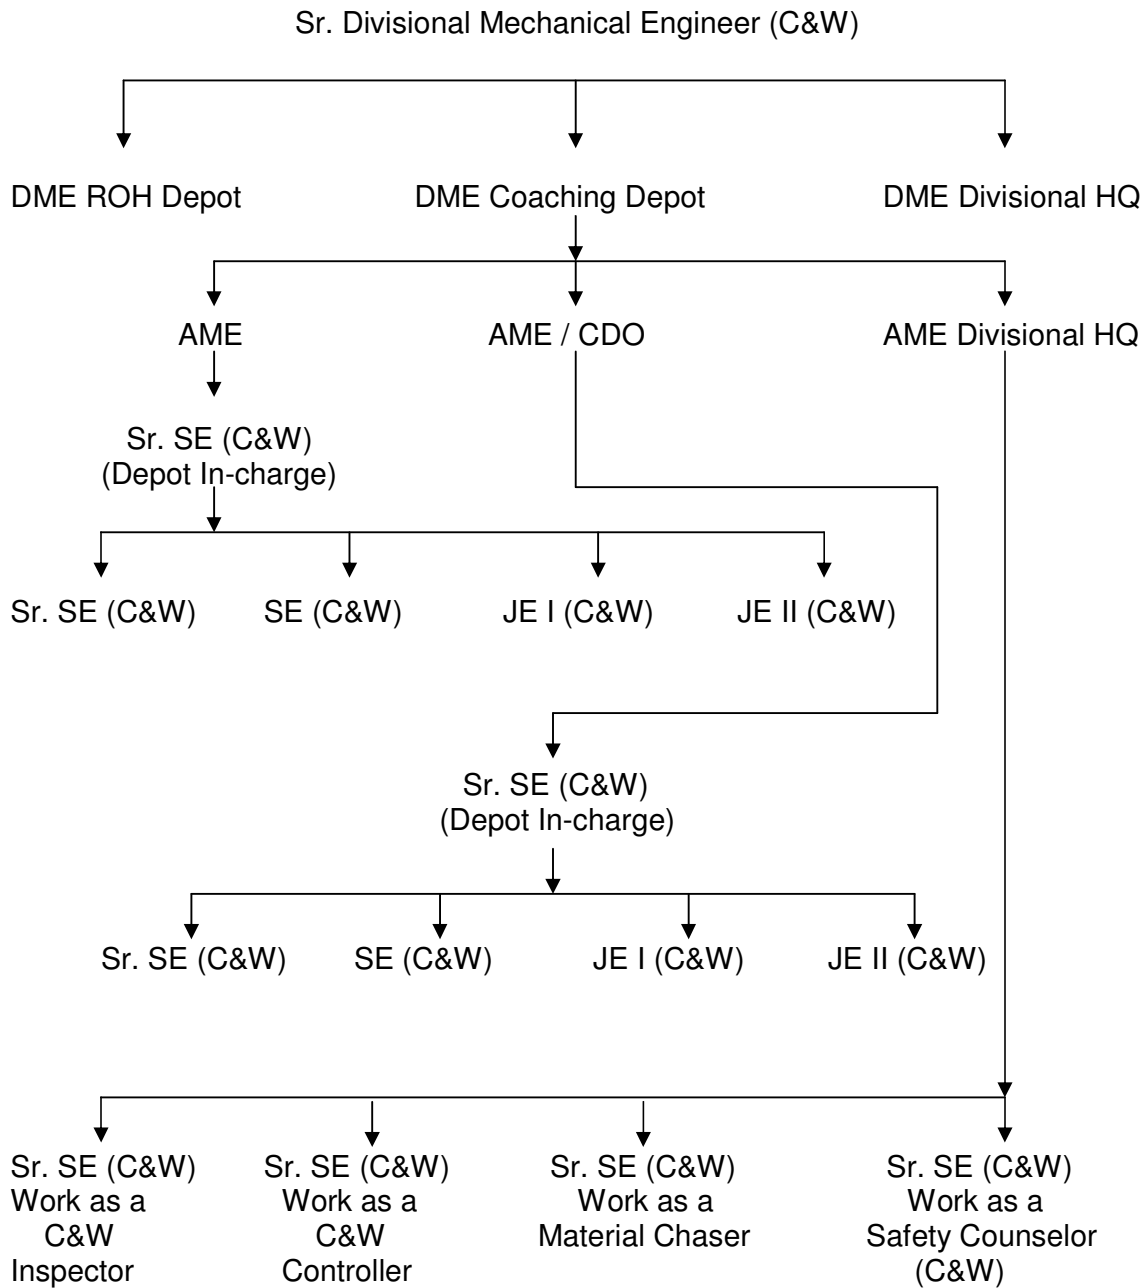 Sr. Divisional Mechanical Engineer (C&W)
DME ROH Depot
DME Coaching Depot
DME Divisional HQ
AME
AME / CDO
AME Divisional HQ
Sr. SE (C&W)
(Depot In-charge)
Sr. SE (C&W)
SE (C&W)
JE I (C&W)
JE II (C&W)
Sr. SE (C&W)
(Depot In-charge)
Sr. SE (C&W)
SE (C&W)
JE I (C&W)
JE II (C&W)
Sr. SE (C&W)
Work as a
C&W
Inspector
Sr. SE (C&W)
Work as a
C&W
Controller
Sr. SE (C&W)
Work as a
Material Chaser
Sr. SE (C&W)
Work as a
Safety Counselor
(C&W)